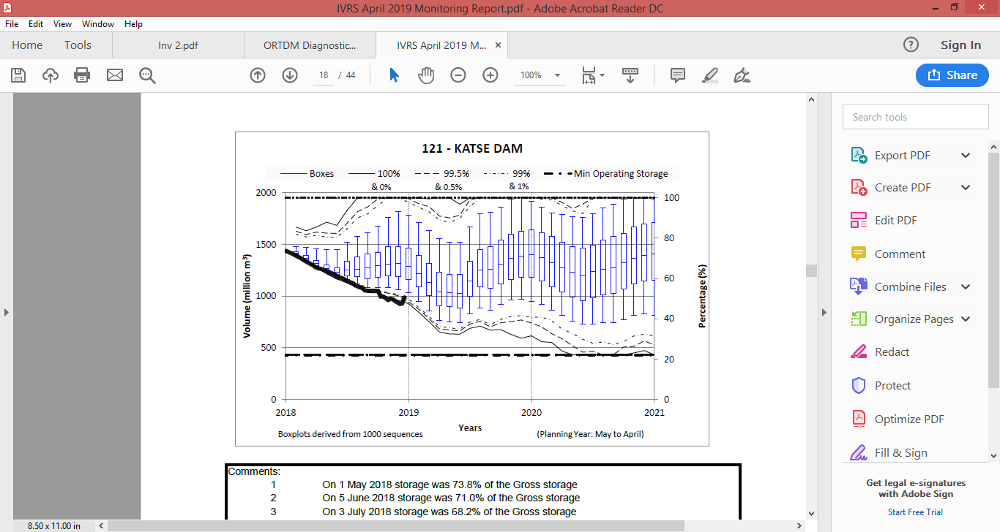 IVRS April 2019 Monitoring Report.pdf - Adobe Acrobat Reader DC
File Edit View Window Help
Home Tools Inv 2.pdf ORTDM Diagnostic... IVRS April 2019 M... × Sign In
18 / 44 100% Share
Search tools
Export PDF
Create PDF
Edit PDF
Comment
Combine Files
Organize Pages
Redact
Protect
Optimize PDF
Fill & Sign
Get legal e-signatures
with Adobe Sign
Start Free Trial
121 - KATSE DAM
Boxes 100% 99.5% 99% Min Operating Storage
& 0% & 0.5% & 1%
Volume (million m³)
2000
1500
1000
500
0
Percentage (%)
100
80
60
40
20
0
2018 2019 2020 2021
Years
Boxplots derived from 1000 sequences (Planning Year: May to April)
Comments:
1 On 1 May 2018 storage was 73.8% of the Gross storage
2 On 5 June 2018 storage was 71.0% of the Gross storage
3 On 3 July 2018 storage was 68.2% of the Gross storage
8.50 x 11.00 in